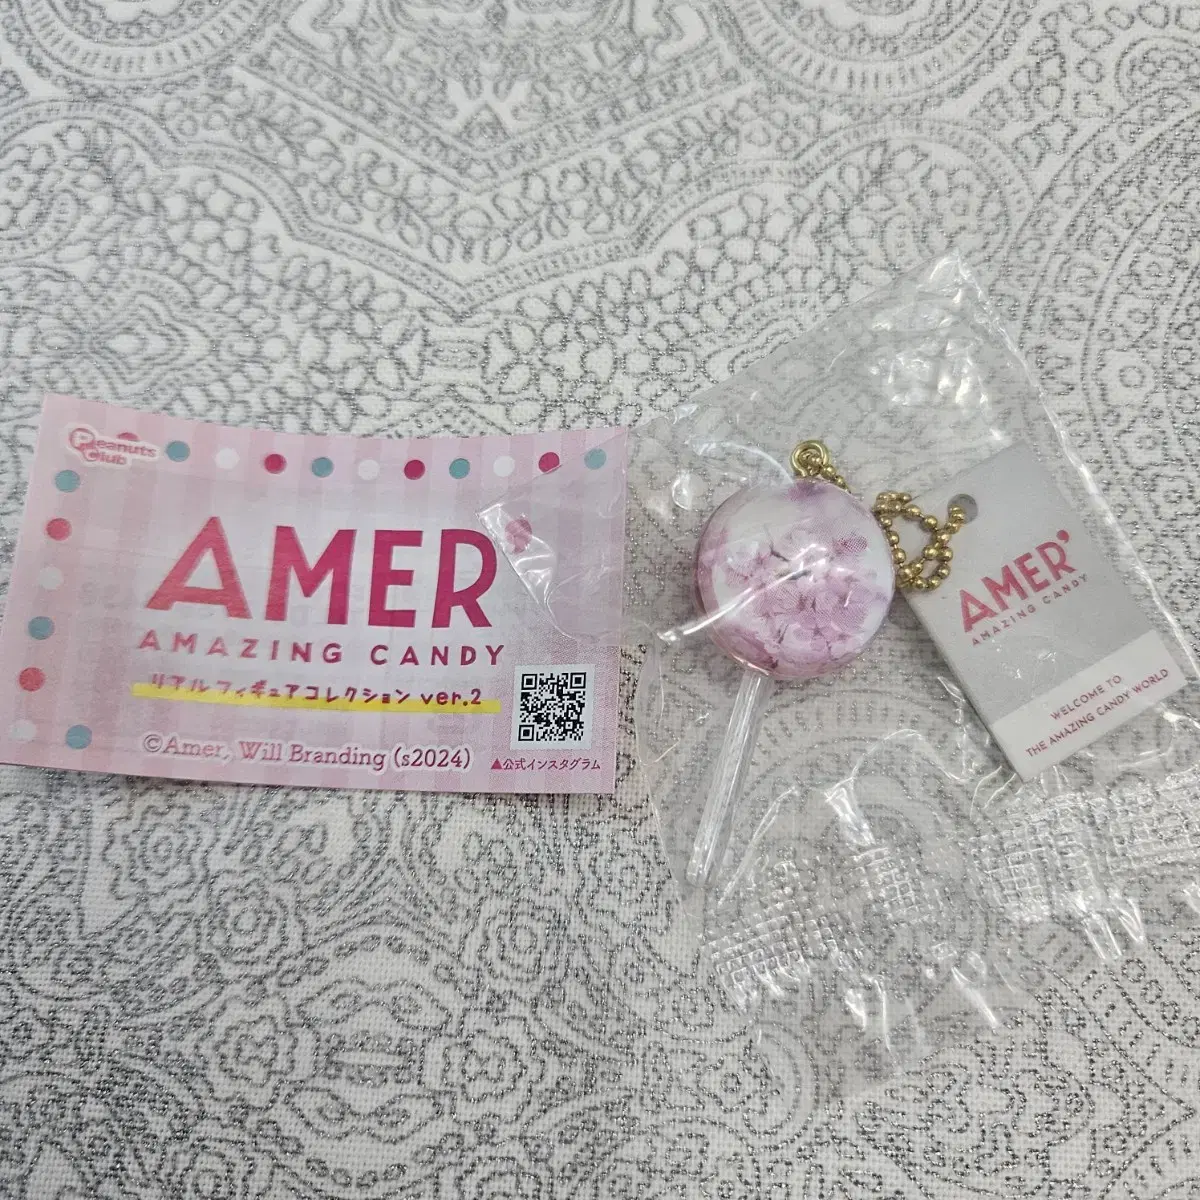 Peanuts
Club
AMER'
AMAZING CANDY
リアルフィギュアコレクション ver.2
©Amer, Will Branding (s2024)
▲公式インスタグラム
AMER'
AMAZING CANDY
WELCOME TO
THE AMAZING CANDY WORLD